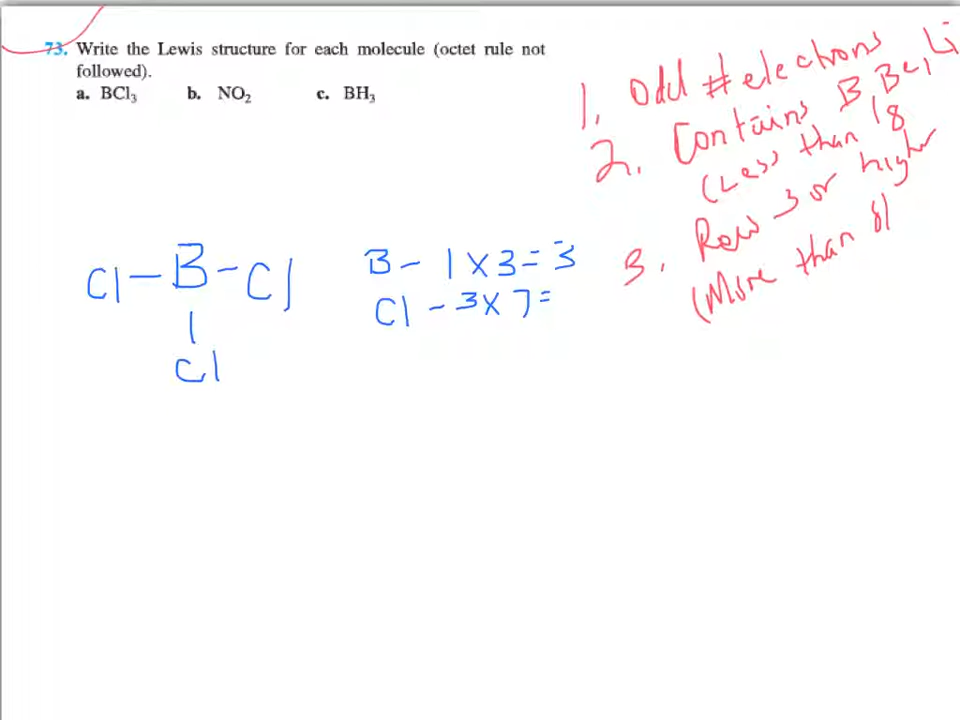 73. Write the Lewis structure for each molecule (octet rule not
followed).
a. BCl₃ b. NO₂ c. BH₃
1. Odd # electrons
2. Contains B, Be, Li
(Less than 8)
3. Row 3 or higher
(More than 8)
Cl-B-Cl
|
Cl
B - 1 x 3 = 3
Cl - 3 x 7 =